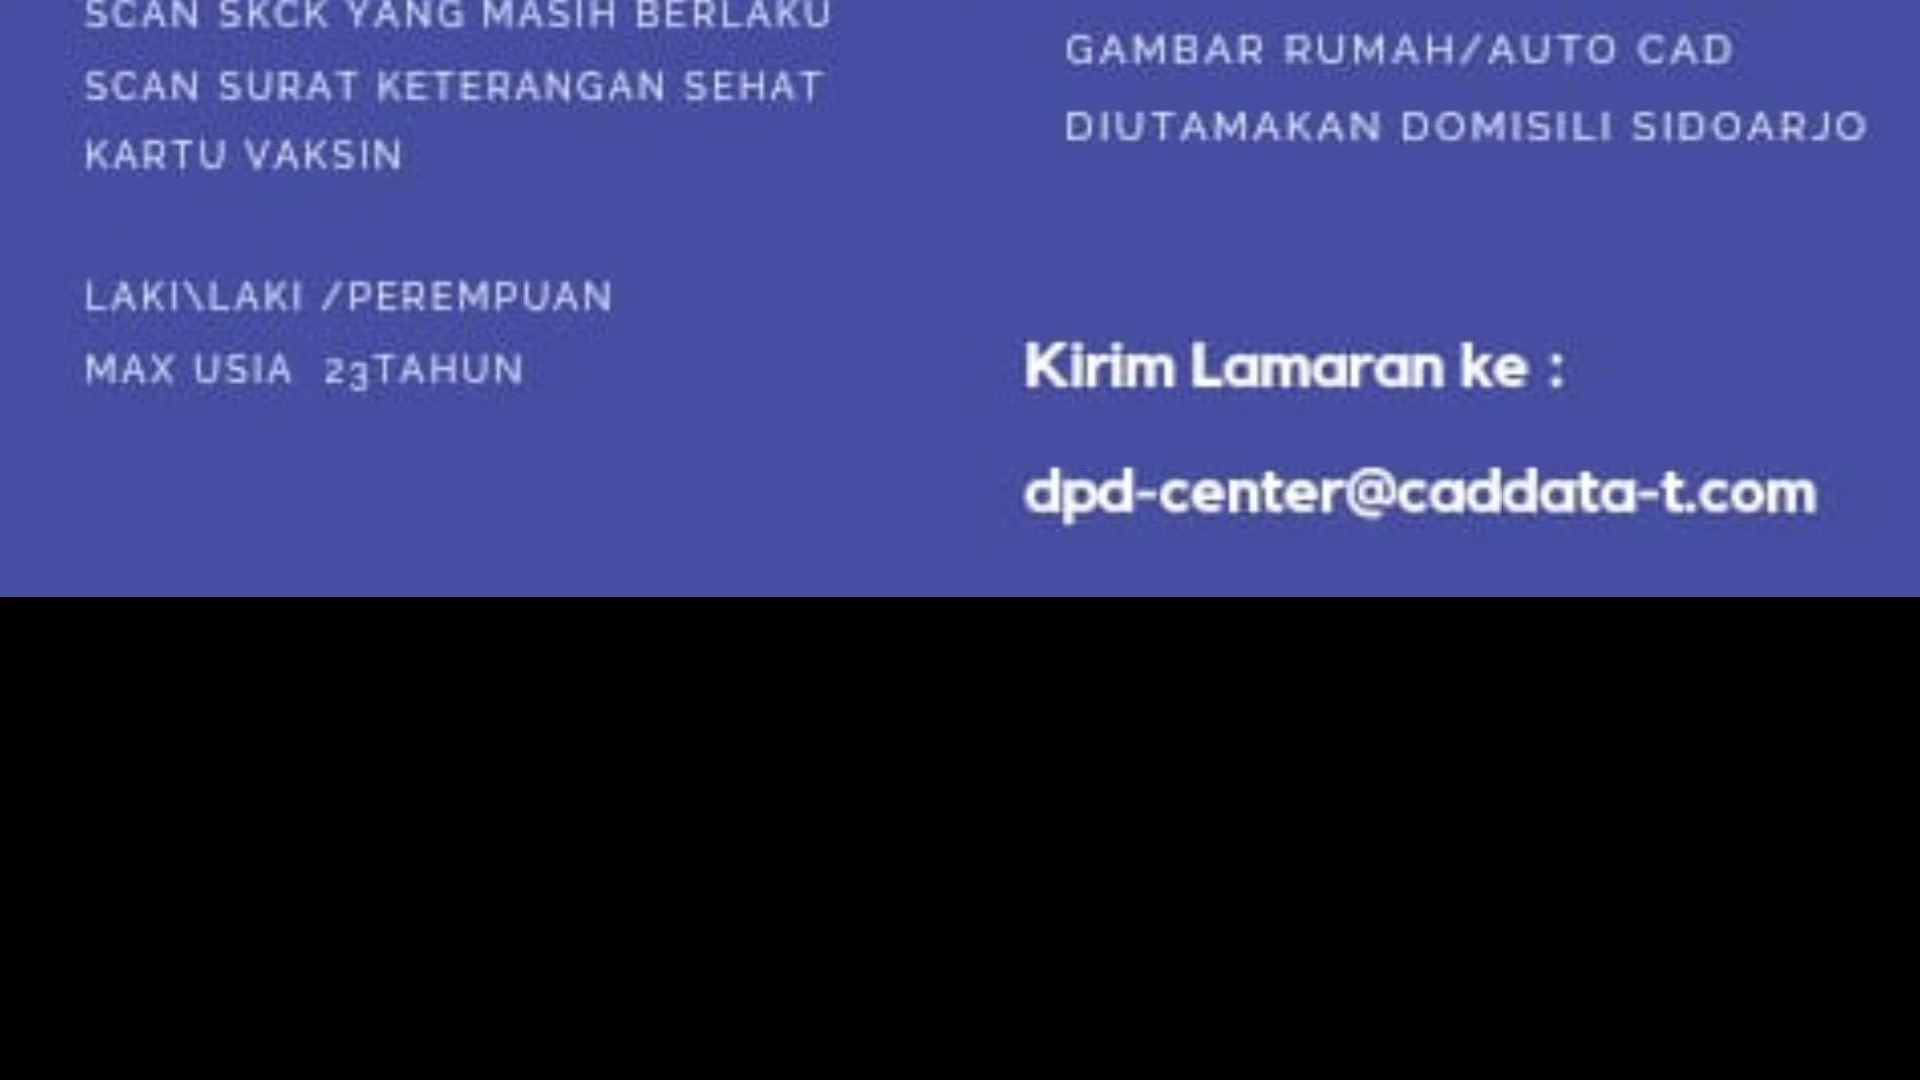 SCAN SKCK YANG MASIH BERLAKU
SCAN SURAT KETERANGAN SEHAT
KARTU VAKSIN
LAKI\LAKI /PEREMPUAN
MAX USIA 23TAHUN
GAMBAR RUMAH/AUTO CAD
DIUTAMAKAN DOMISILI SIDOARJO
Kirim Lamaran ke :
dpd-center@caddata-t.com